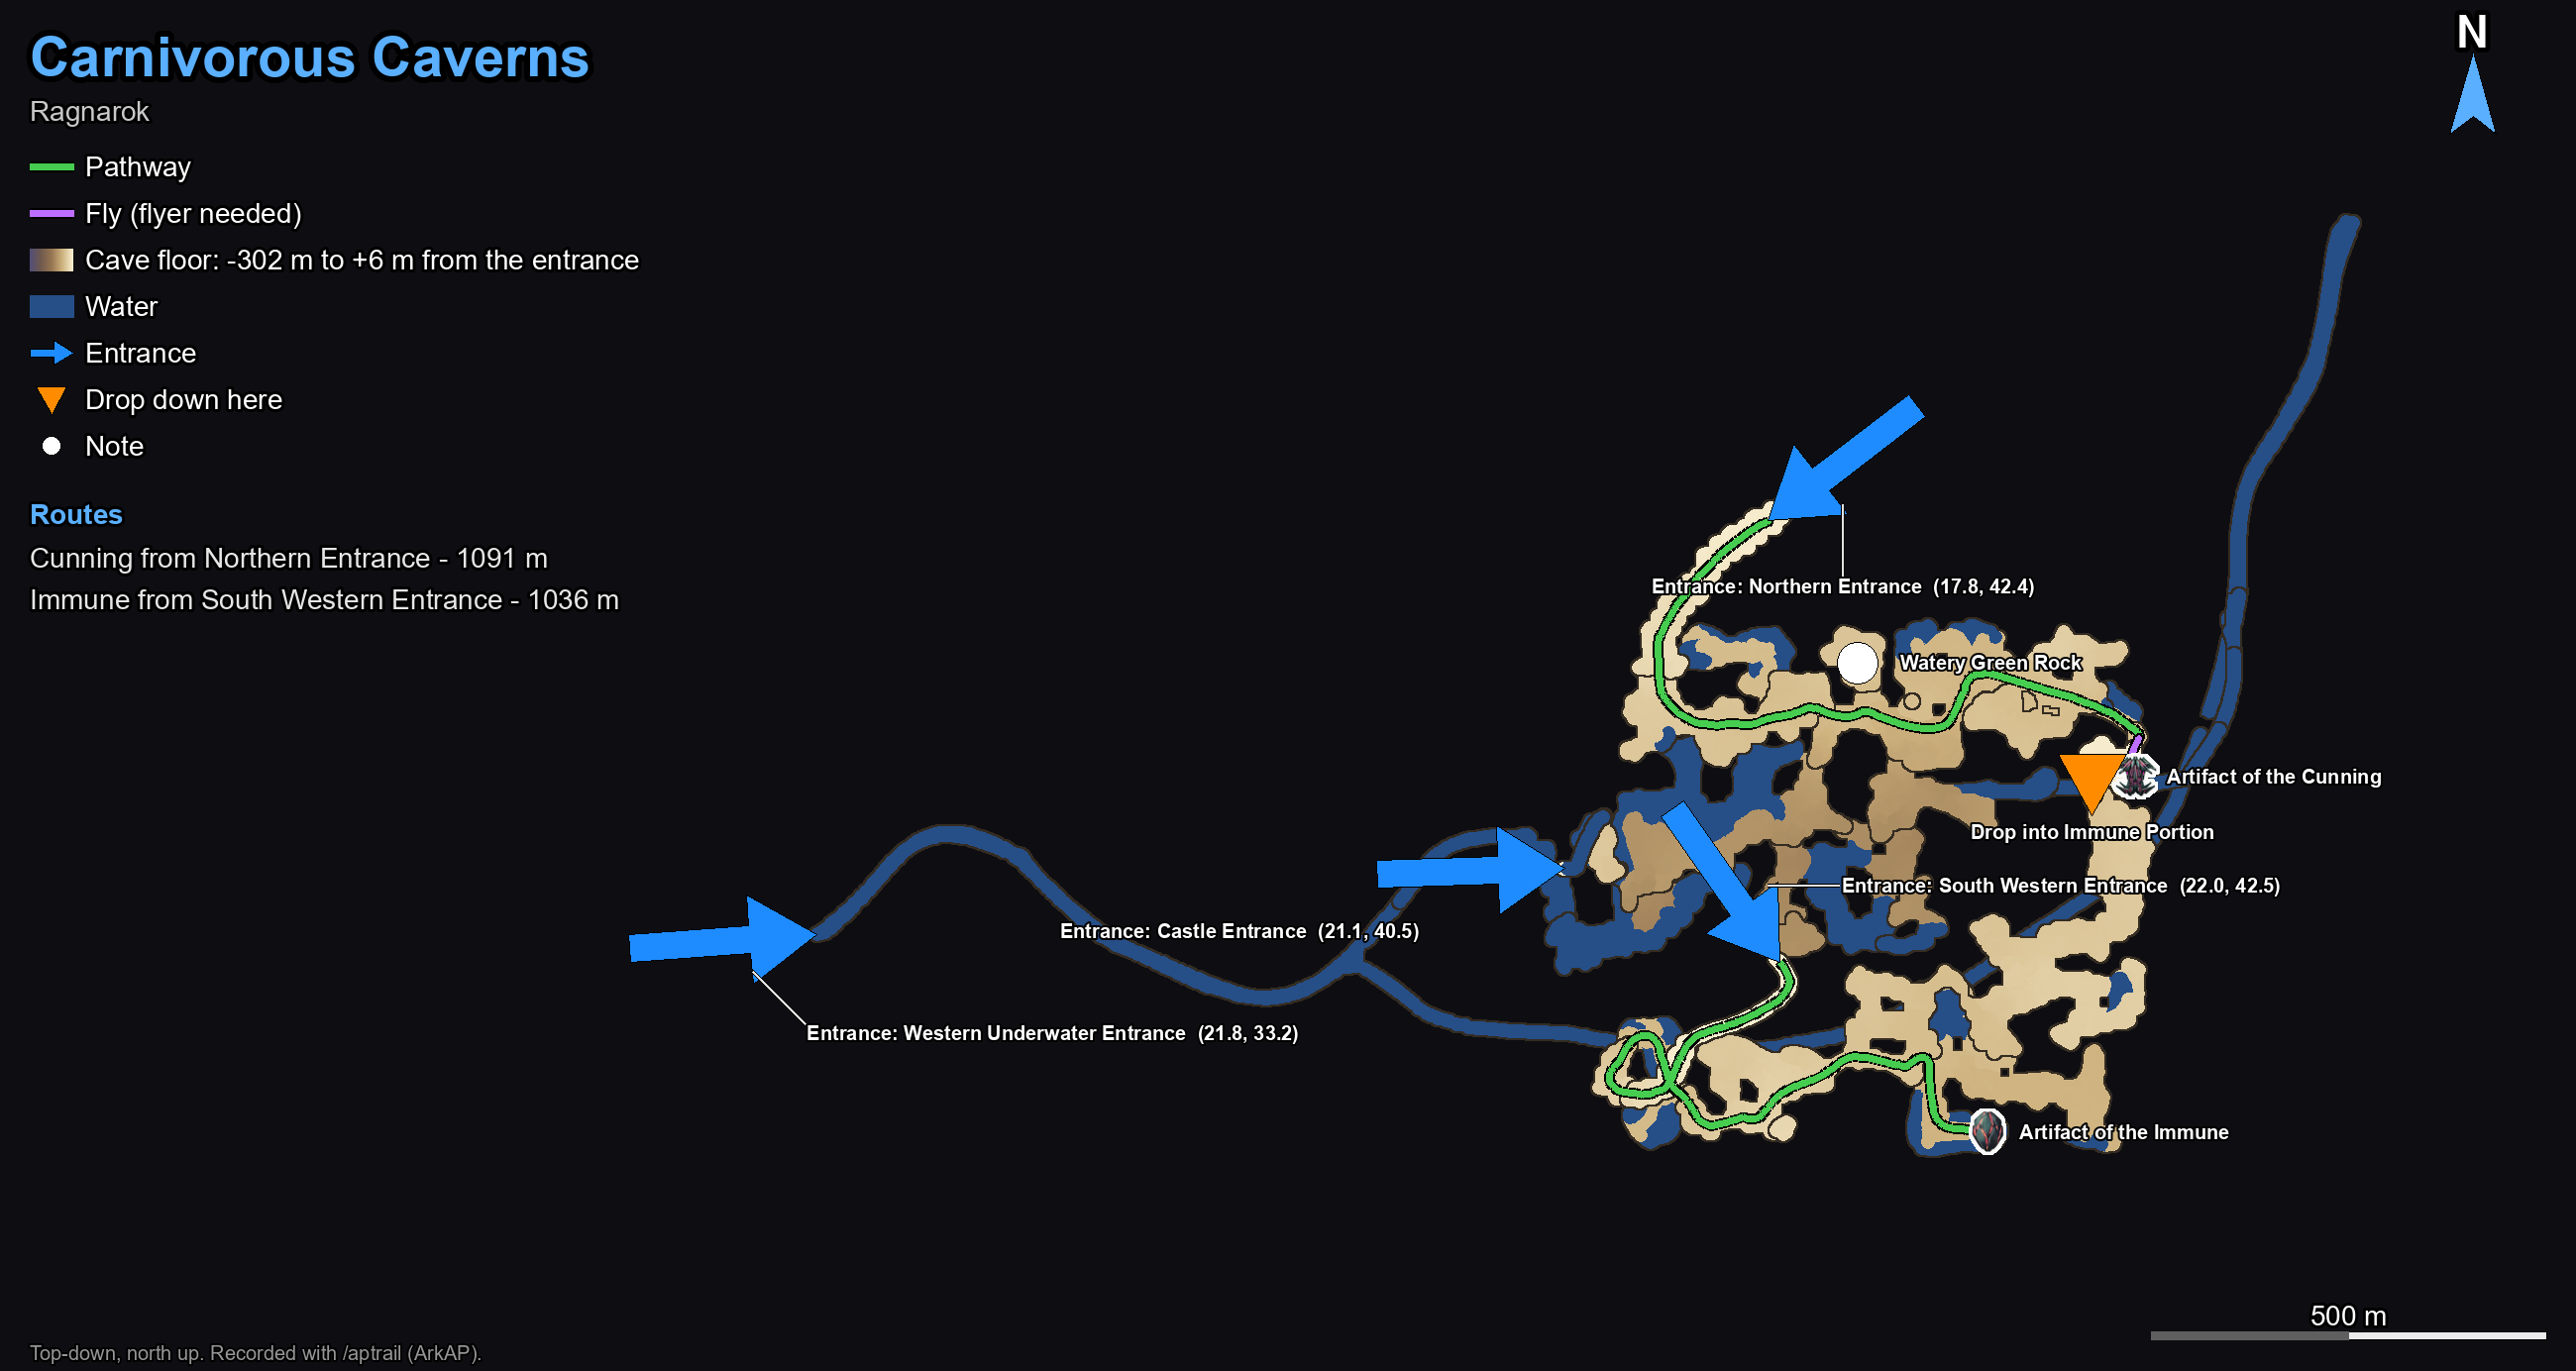 Carnivorous Caverns
Ragnarok
Pathway
Fly (flyer needed)
Cave floor: -302 m to +6 m from the entrance
Water
Entrance
Drop down here
Note
Routes
Cunning from Northern Entrance - 1091 m
Immune from South Western Entrance - 1036 m
N
Entrance: Northern Entrance (17.8, 42.4)
Watery Green Rock
Artifact of the Cunning
Drop into Immune Portion
Entrance: South Western Entrance (22.0, 42.5)
Entrance: Castle Entrance (21.1, 40.5)
Entrance: Western Underwater Entrance (21.8, 33.2)
Artifact of the Immune
500 m
Top-down, north up. Recorded with /aptrail (ArkAP).